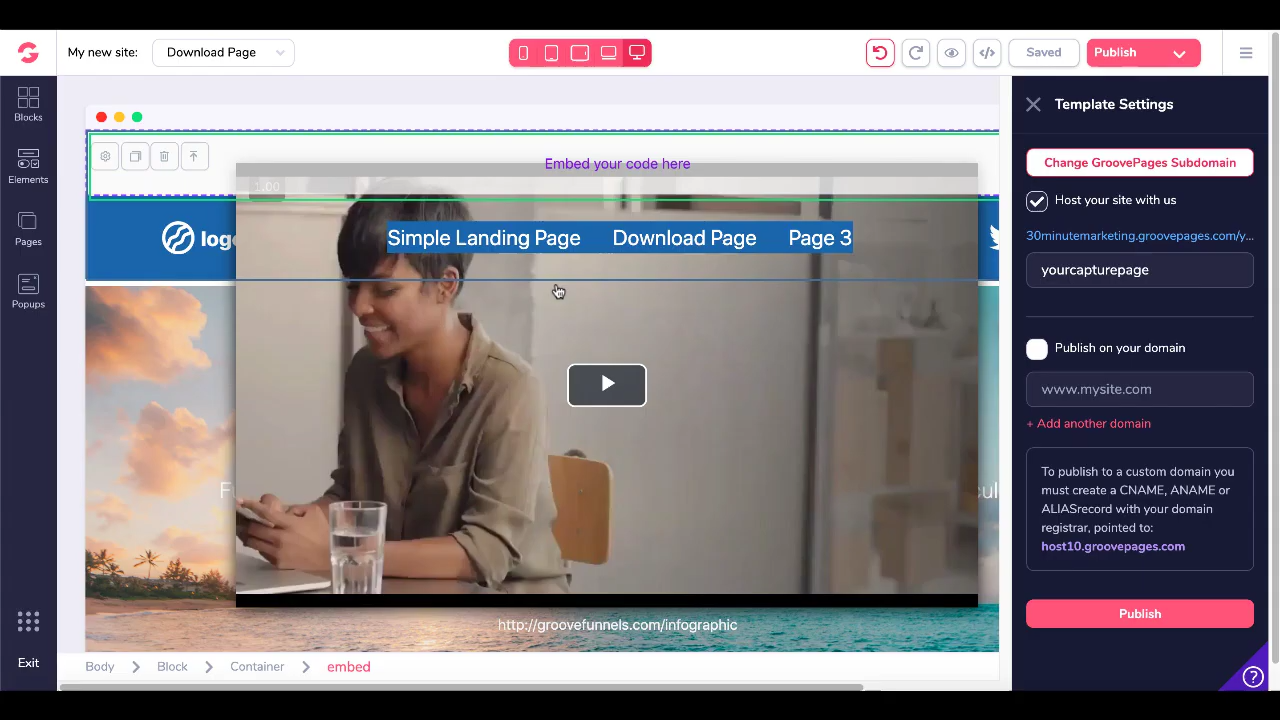 My new site:
Download Page
Saved
Publish
Blocks
Elements
Pages
Popups
Exit
Embed your code here
1.00
logo
Simple Landing Page
Download Page
Page 3
http://groovefunnels.com/infographic
Body
Block
Container
embed
Template Settings
Change GroovePages Subdomain
Host your site with us
30minutemarketing.groovepages.com/y...
yourcapturepage
Publish on your domain
www.mysite.com
+ Add another domain
To publish to a custom domain you
must create a CNAME, ANAME or
ALIASrecord with your domain
registrar, pointed to:
host10.groovepages.com
Publish